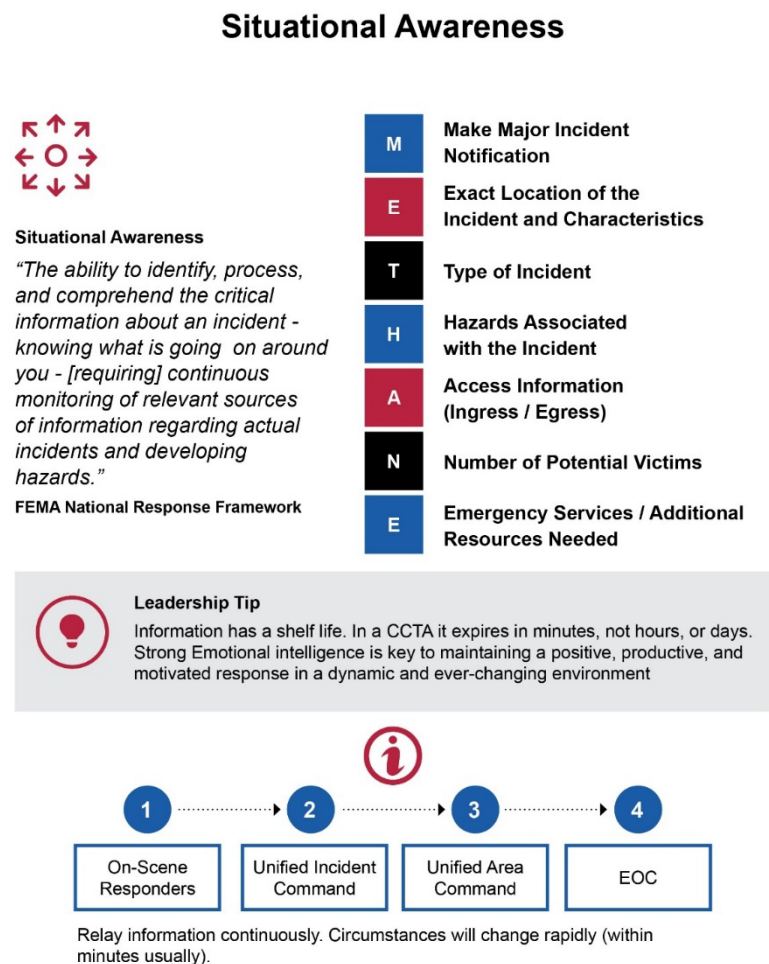 Situational Awareness
Situational Awareness
“The ability to identify, process,
and comprehend the critical
information about an incident -
knowing what is going  on around
you - [requiring] continuous
monitoring of relevant sources
of information regarding actual
incidents and developing
hazards.”
FEMA National Response Framework
M
Make Major Incident
Notification
E
Exact Location of the
Incident and Characteristics
T
Type of Incident
H
Hazards Associated
with the Incident
A
Access Information
(Ingress / Egress)
N
Number of Potential Victims
E
Emergency Services / Additional
Resources Needed
Leadership Tip
Information has a shelf life. In a CCTA it expires in minutes, not hours, or days.
Strong Emotional intelligence is key to maintaining a positive, productive, and
motivated response in a dynamic and ever-changing environment
i
1
2
3
4
On-Scene
Responders
Unified Incident
Command
Unified Area
Command
EOC
Relay information continuously. Circumstances will change rapidly (within
minutes usually).